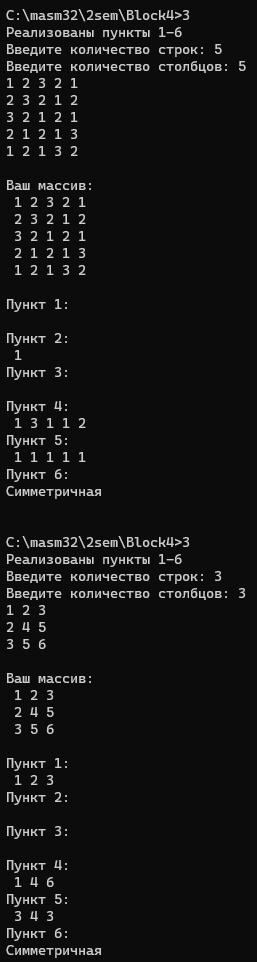 C:\masm32\2sem\Block4>3
Реализованы пункты 1-6
Введите количество строк: 5
Введите количество столбцов: 5
1 2 3 2 1
2 3 2 1 2
3 2 1 2 1
2 1 2 1 3
1 2 1 3 2
Ваш массив:
1 2 3 2 1
2 3 2 1 2
3 2 1 2 1
2 1 2 1 3
1 2 1 3 2
Пункт 1:
Пункт 2:
1
Пункт 3:
Пункт 4:
1 3 1 1 2
Пункт 5:
1 1 1 1 1
Пункт 6:
Симметричная
C:\masm32\2sem\Block4>3
Реализованы пункты 1-6
Введите количество строк: 3
Введите количество столбцов: 3
1 2 3
2 4 5
3 5 6
Ваш массив:
1 2 3
2 4 5
3 5 6
Пункт 1:
1 2 3
Пункт 2:
Пункт 3:
Пункт 4:
1 4 6
Пункт 5:
3 4 3
Пункт 6:
Симметричная